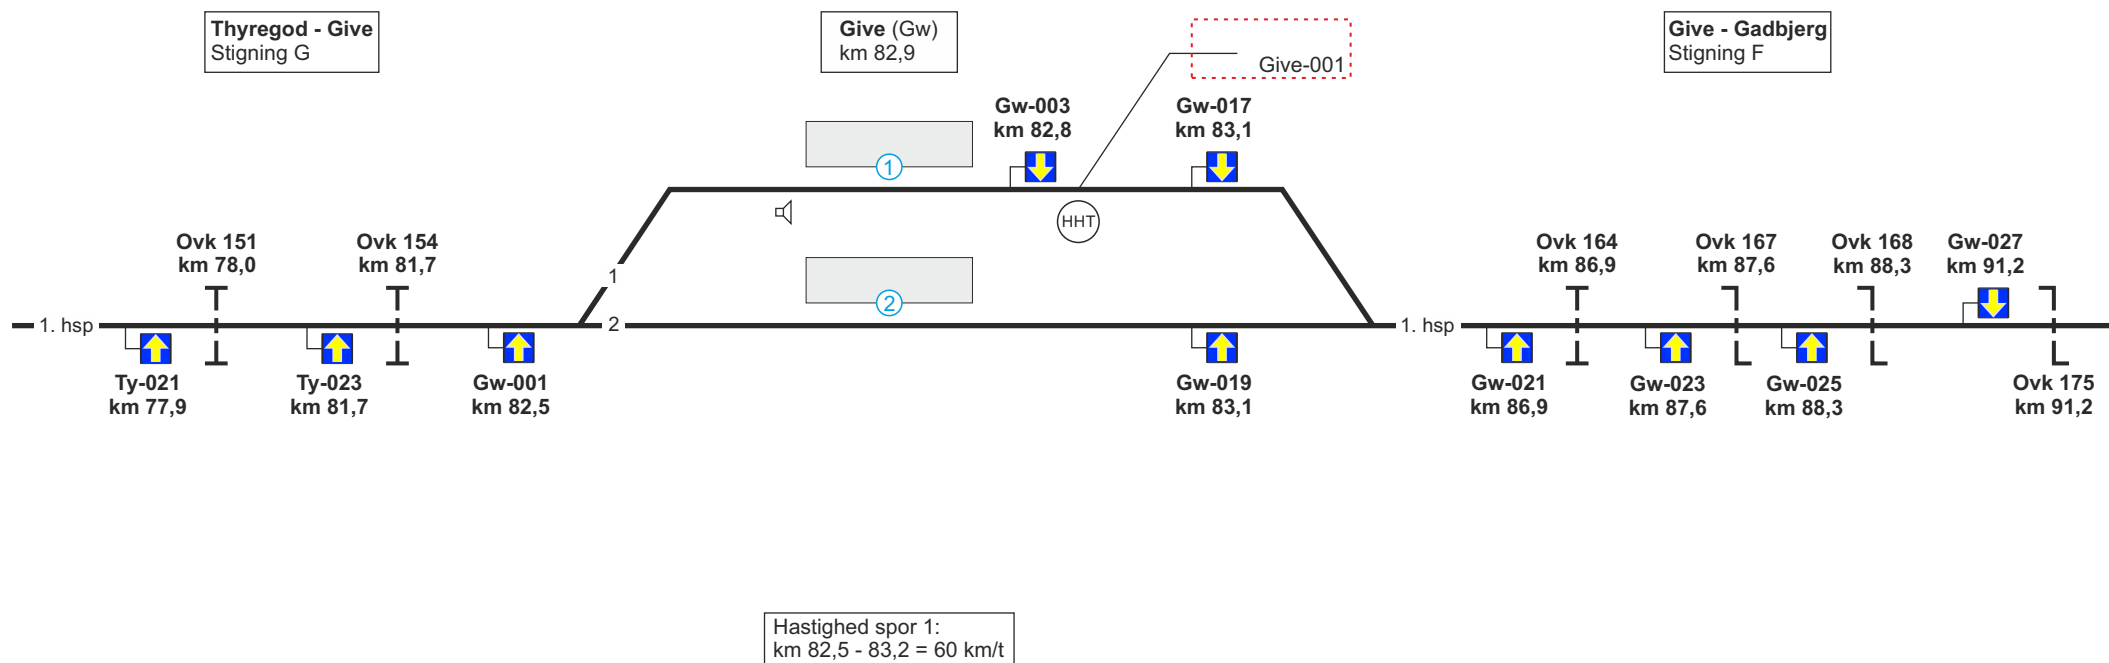 Thyregod - Give
Stigning G
Give (Gw)
km 82,9
Give-001
Give - Gadbjerg
Stigning F
Gw-003
km 82,8
Gw-017
km 83,1
1
HHT
Ovk 151
km 78,0
Ovk 154
km 81,7
Ovk 164
km 86,9
Ovk 167
km 87,6
Ovk 168
km 88,3
Gw-027
km 91,2
1
2
1. hsp
2
1. hsp
Ty-021
km 77,9
Ty-023
km 81,7
Gw-001
km 82,5
Gw-019
km 83,1
Gw-021
km 86,9
Gw-023
km 87,6
Gw-025
km 88,3
Ovk 175
km 91,2
Hastighed spor 1:
km 82,5 - 83,2 = 60 km/t